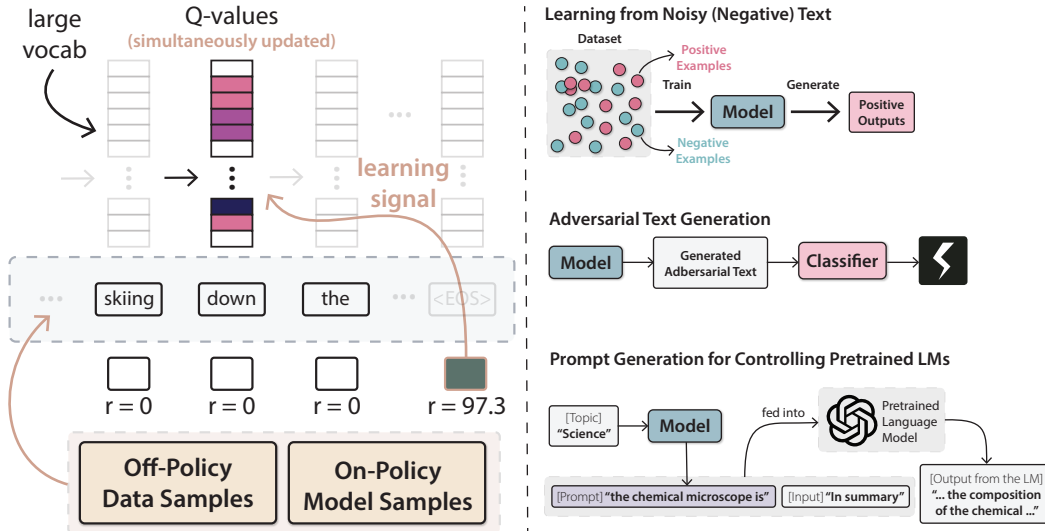 large
vocab
Q-values
(simultaneously updated)
learning
signal
skiing
down
the
<EOS>
r = 0
r = 0
r = 0
r = 97.3
Off-Policy
Data Samples
On-Policy
Model Samples
Learning from Noisy (Negative) Text
Dataset
Positive
Examples
Train
Model
Generate
Positive
Outputs
Negative
Examples
Adversarial Text Generation
Model
Generated
Adversarial Text
Classifier
Prompt Generation for Controlling Pretrained LMs
[Topic]
"Science"
Model
fed into
Pretrained
Language
Model
[Prompt] "the chemical microscope is"
[Input] "In summary"
[Output from the LM]
"... the composition
of the chemical ..."